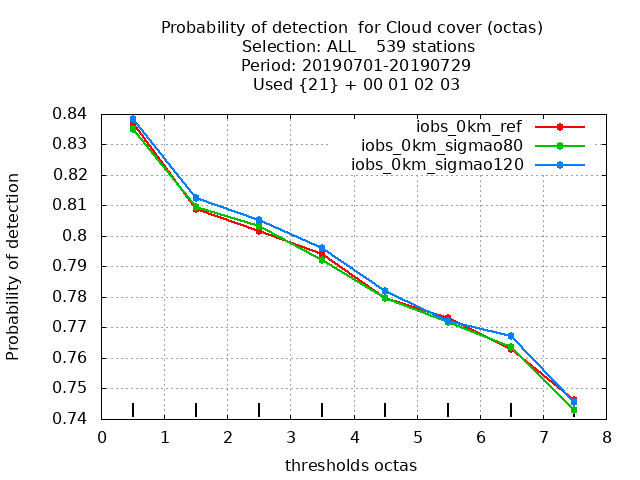 Probability of detection  for Cloud cover (octas)
Selection: ALL    539 stations
Period: 20190701-20190729
Used {21} + 00 01 02 03
iobs_0km_ref
iobs_0km_sigmao80
iobs_0km_sigmao120
Probability of detection
0.84
0.83
0.82
0.81
0.8
0.79
0.78
0.77
0.76
0.75
0.74
0 1 2 3 4 5 6 7 8
thresholds octas